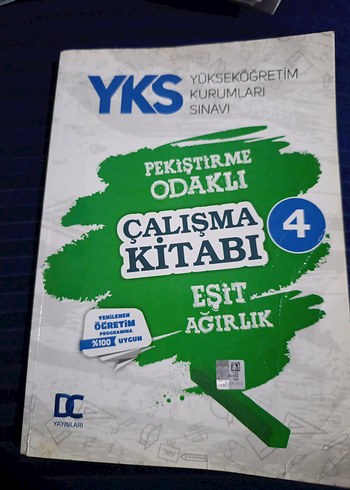 YKS
YÜKSEKÖĞRETİM
KURUMLARI
SINAVI
PEKİŞTİRME
ODAKLI
ÇALIŞMA
KİTABI
4
EŞİT
AĞIRLIK
YENİLENEN
ÖĞRETİM
PROGRAMINA
%100 UYGUN
DC
YAYINLARI